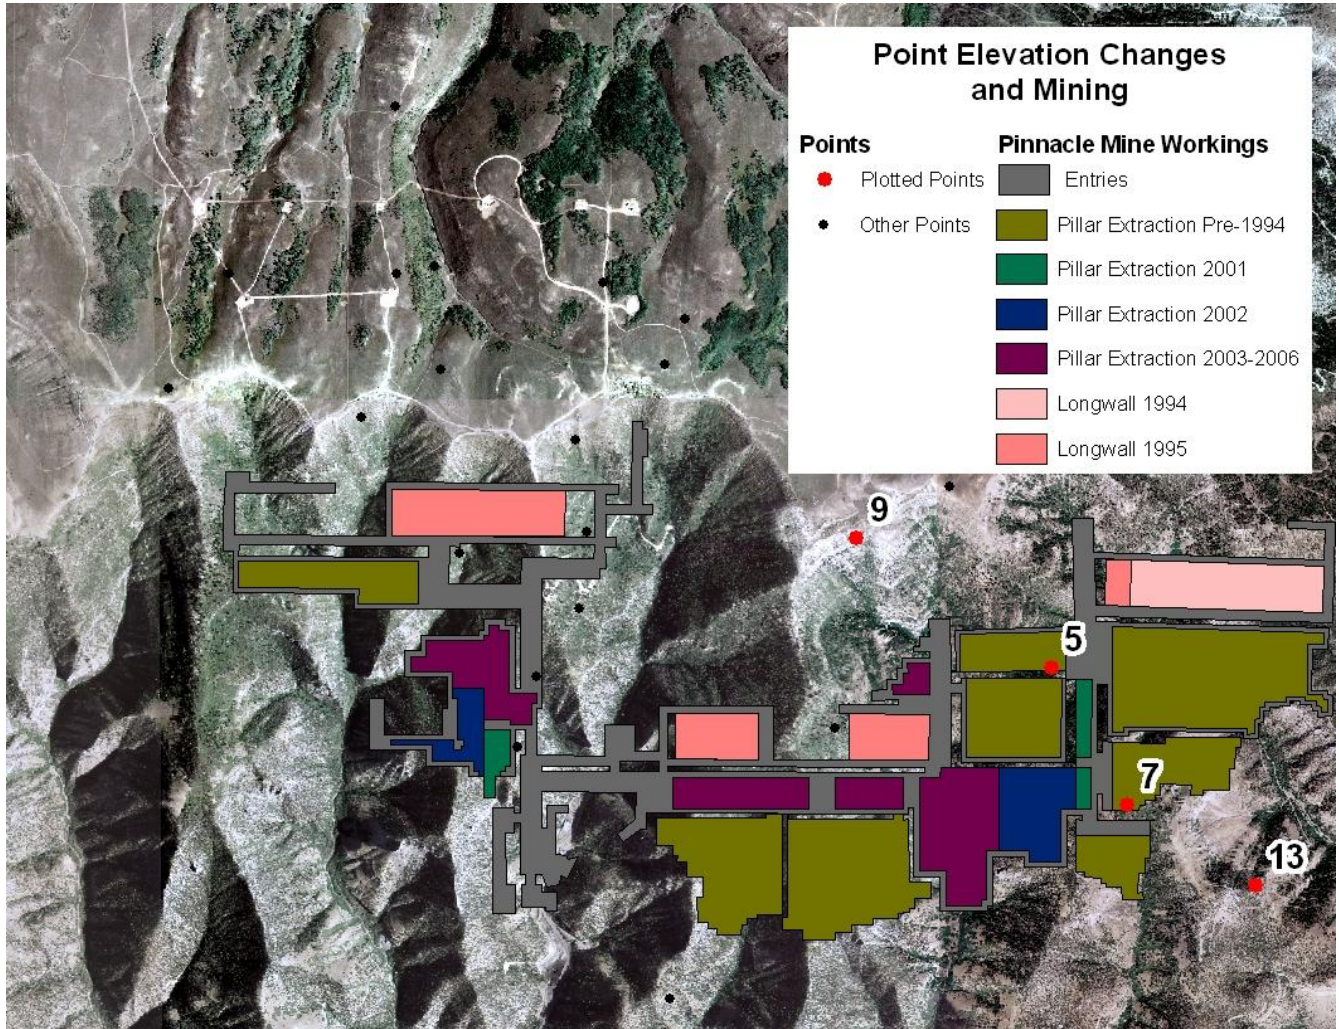 Point Elevation Changes
and Mining
Points
Plotted Points
Other Points
Pinnacle Mine Workings
Entries
Pillar Extraction Pre-1994
Pillar Extraction 2001
Pillar Extraction 2002
Pillar Extraction 2003-2006
Longwall 1994
Longwall 1995
9
5
7
13